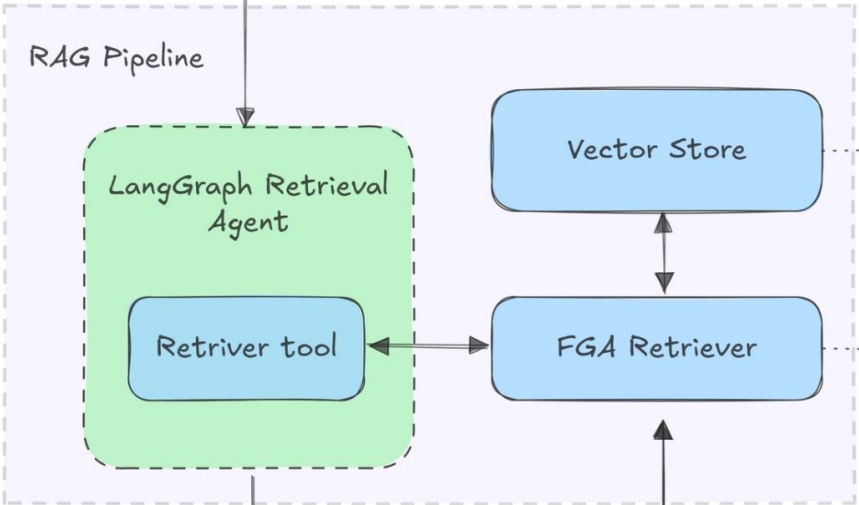 RAG Pipeline
LangGraph Retrieval
Agent
Retriver tool
Vector Store
FGA Retriever